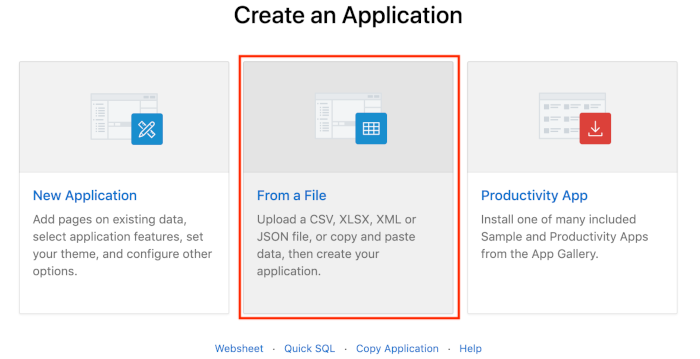 Create an Application
New Application
Add pages on existing data,
select application features, set
your theme, and configure other
options.
From a File
Upload a CSV, XLSX, XML or
JSON file, or copy and paste
data, then create your
application.
Productivity App
Install one of many included
Sample and Productivity Apps
from the App Gallery.
Websheet · Quick SQL · Copy Application · Help